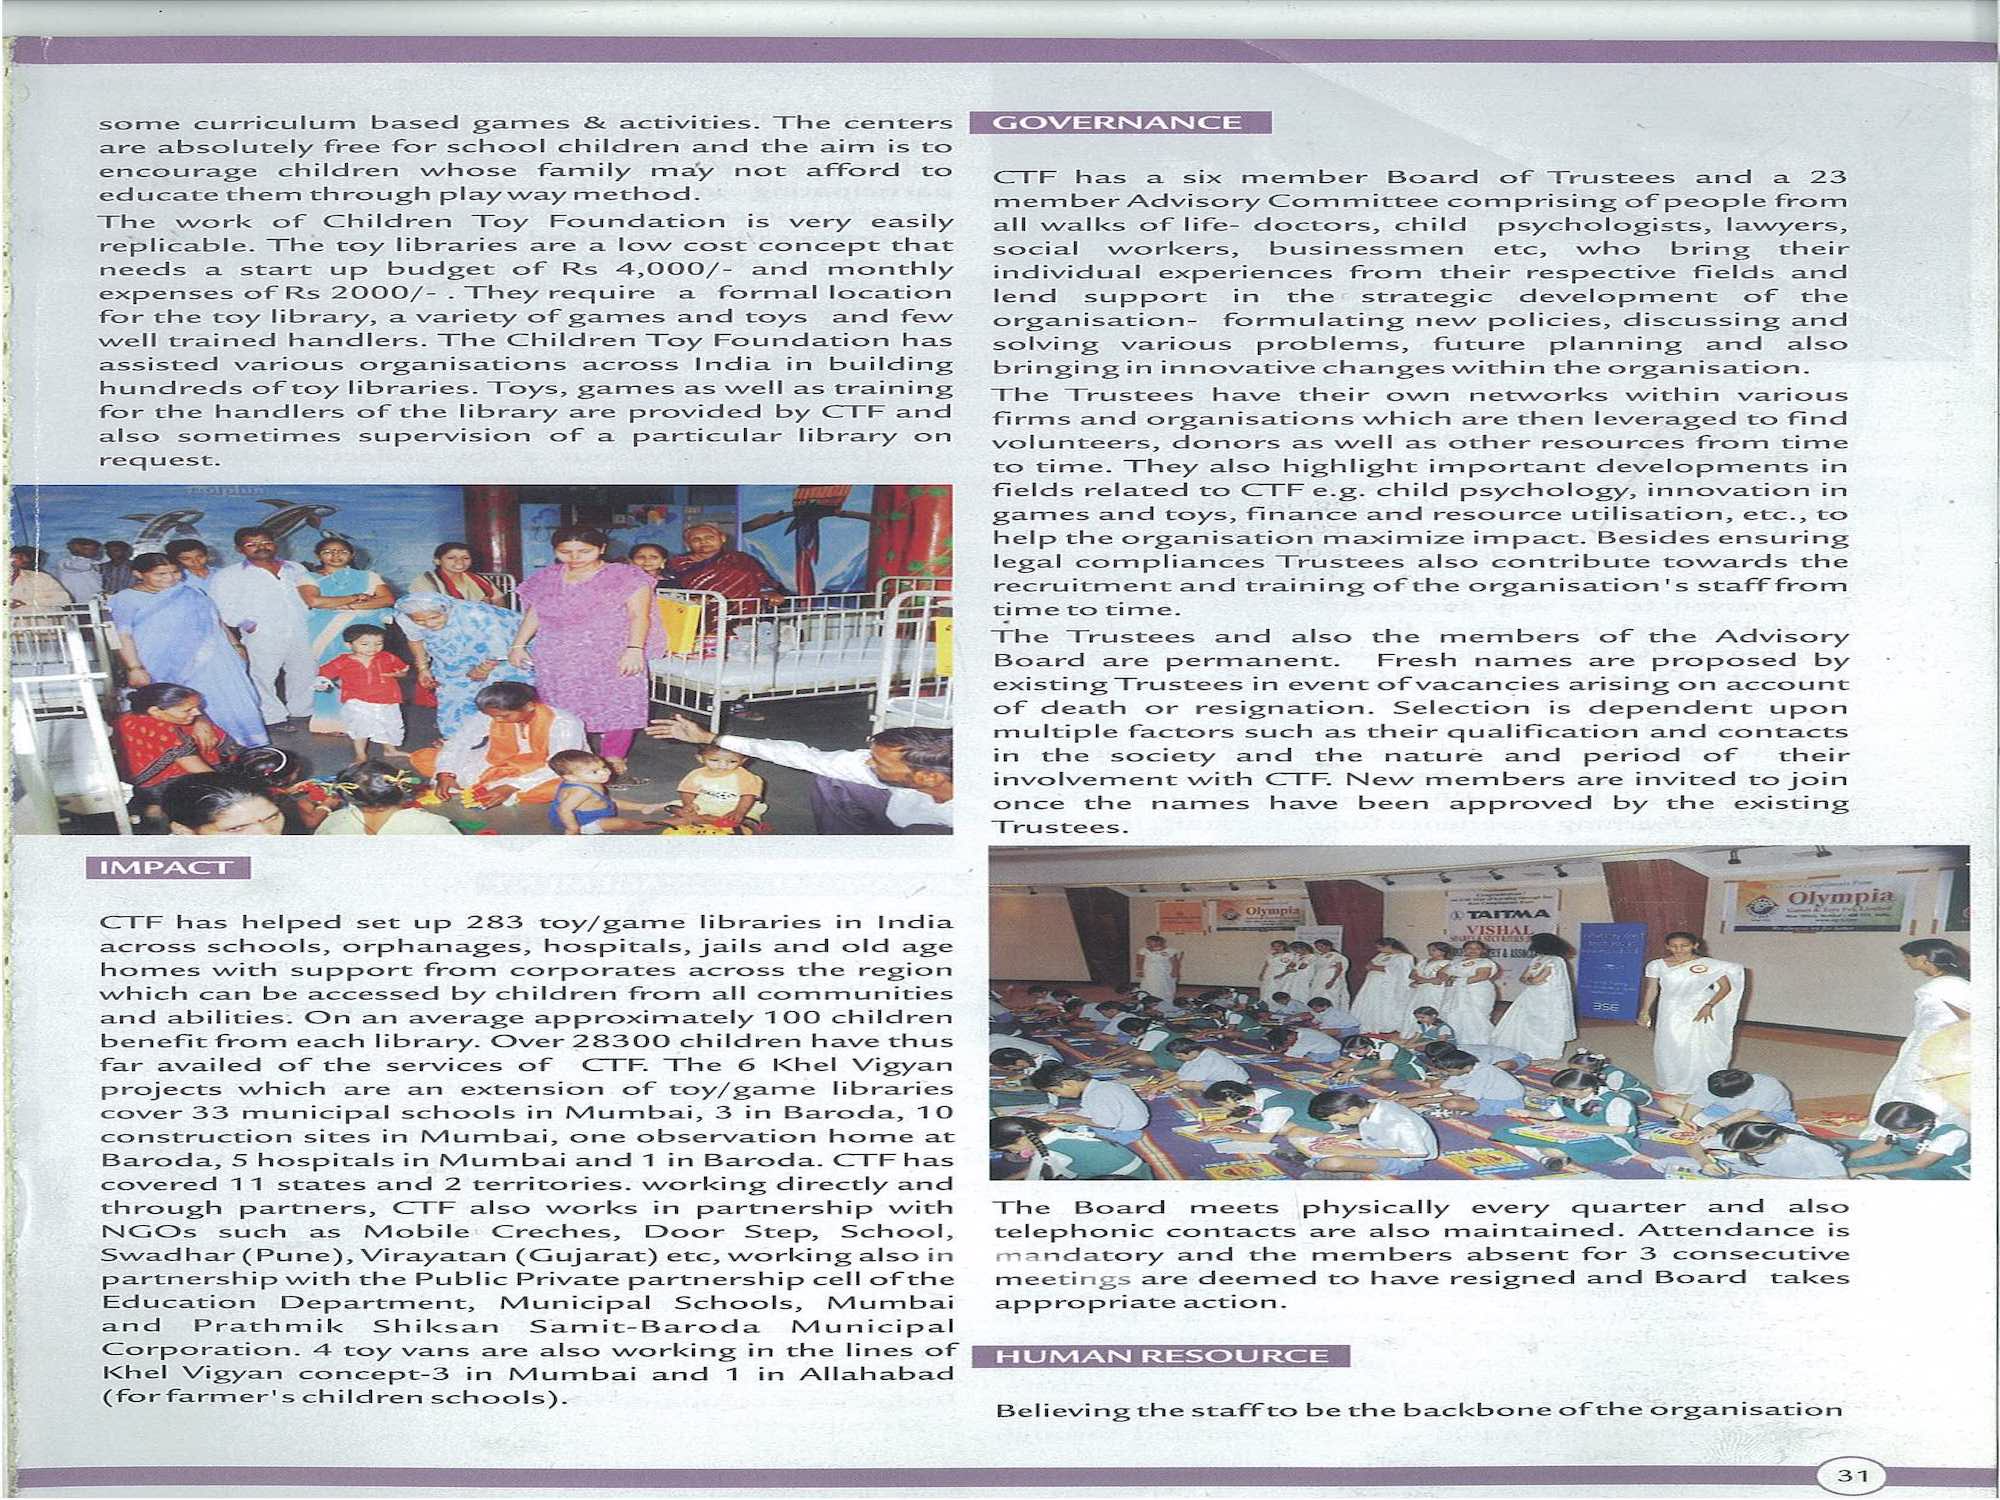 some curriculum based games & activities. The centers
are absolutely free for school children and the aim is to
encourage children whose family may not afford to
educate them through play way method.
The work of Children Toy Foundation is very easily
replicable. The toy libraries are a low cost concept that
needs a start up budget of Rs 4,000/- and monthly
expenses of Rs 2000/- . They require a formal location
for the toy library, a variety of games and toys and few
well trained handlers. The Children Toy Foundation has
assisted various organisations across India in building
hundreds of toy libraries. Toys, games as well as training
for the handlers of the library are provided by CTF and
also sometimes supervision of a particular library on
request.
IMPACT
CTF has helped set up 283 toy/game libraries in India
across schools, orphanages, hospitals, jails and old age
homes with support from corporates across the region
which can be accessed by children from all communities
and abilities. On an average approximately 100 children
benefit from each library. Over 28300 children have thus
far availed of the services of CTF. The 6 Khel Vigyan
projects which are an extension of toy/game libraries
cover 33 municipal schools in Mumbai, 3 in Baroda, 10
construction sites in Mumbai, one observation home at
Baroda, 5 hospitals in Mumbai and 1 in Baroda. CTF has
covered 11 states and 2 territories. working directly and
through partners, CTF also works in partnership with
NGOs such as Mobile Creches, Door Step, School,
Swadhar (Pune), Virayatan (Gujarat) etc, working also in
partnership with the Public Private partnership cell of the
Education Department, Municipal Schools, Mumbai
and Prathmik Shiksan Samit-Baroda Municipal
Corporation. 4 toy vans are also working in the lines of
Khel Vigyan concept-3 in Mumbai and 1 in Allahabad
(for farmer's children schools).
GOVERNANCE
CTF has a six member Board of Trustees and a 23
member Advisory Committee comprising of people from
all walks of life- doctors, child psychologists, lawyers,
social workers, businessmen etc, who bring their
individual experiences from their respective fields and
lend support in the strategic development of the
organisation- formulating new policies, discussing and
solving various problems, future planning and also
bringing in innovative changes within the organisation.
The Trustees have their own networks within various
firms and organisations which are then leveraged to find
volunteers, donors as well as other resources from time
to time. They also highlight important developments in
fields related to CTF e.g. child psychology, innovation in
games and toys, finance and resource utilisation, etc., to
help the organisation maximize impact. Besides ensuring
legal compliances Trustees also contribute towards the
recruitment and training of the organisation's staff from
time to time.
The Trustees and also the members of the Advisory
Board are permanent. Fresh names are proposed by
existing Trustees in event of vacancies arising on account
of death or resignation. Selection is dependent upon
multiple factors such as their qualification and contacts
in the society and the nature and period of their
involvement with CTF. New members are invited to join
once the names have been approved by the existing
Trustees.
Olympia
TAITMA
VISHAL
Olympia
BSE
The Board meets physically every quarter and also
telephonic contacts are also maintained. Attendance is
mandatory and the members absent for 3 consecutive
meetings are deemed to have resigned and Board takes
appropriate action.
HUMAN RESOURCE
Believing the staff to be the backbone of the organisation
31